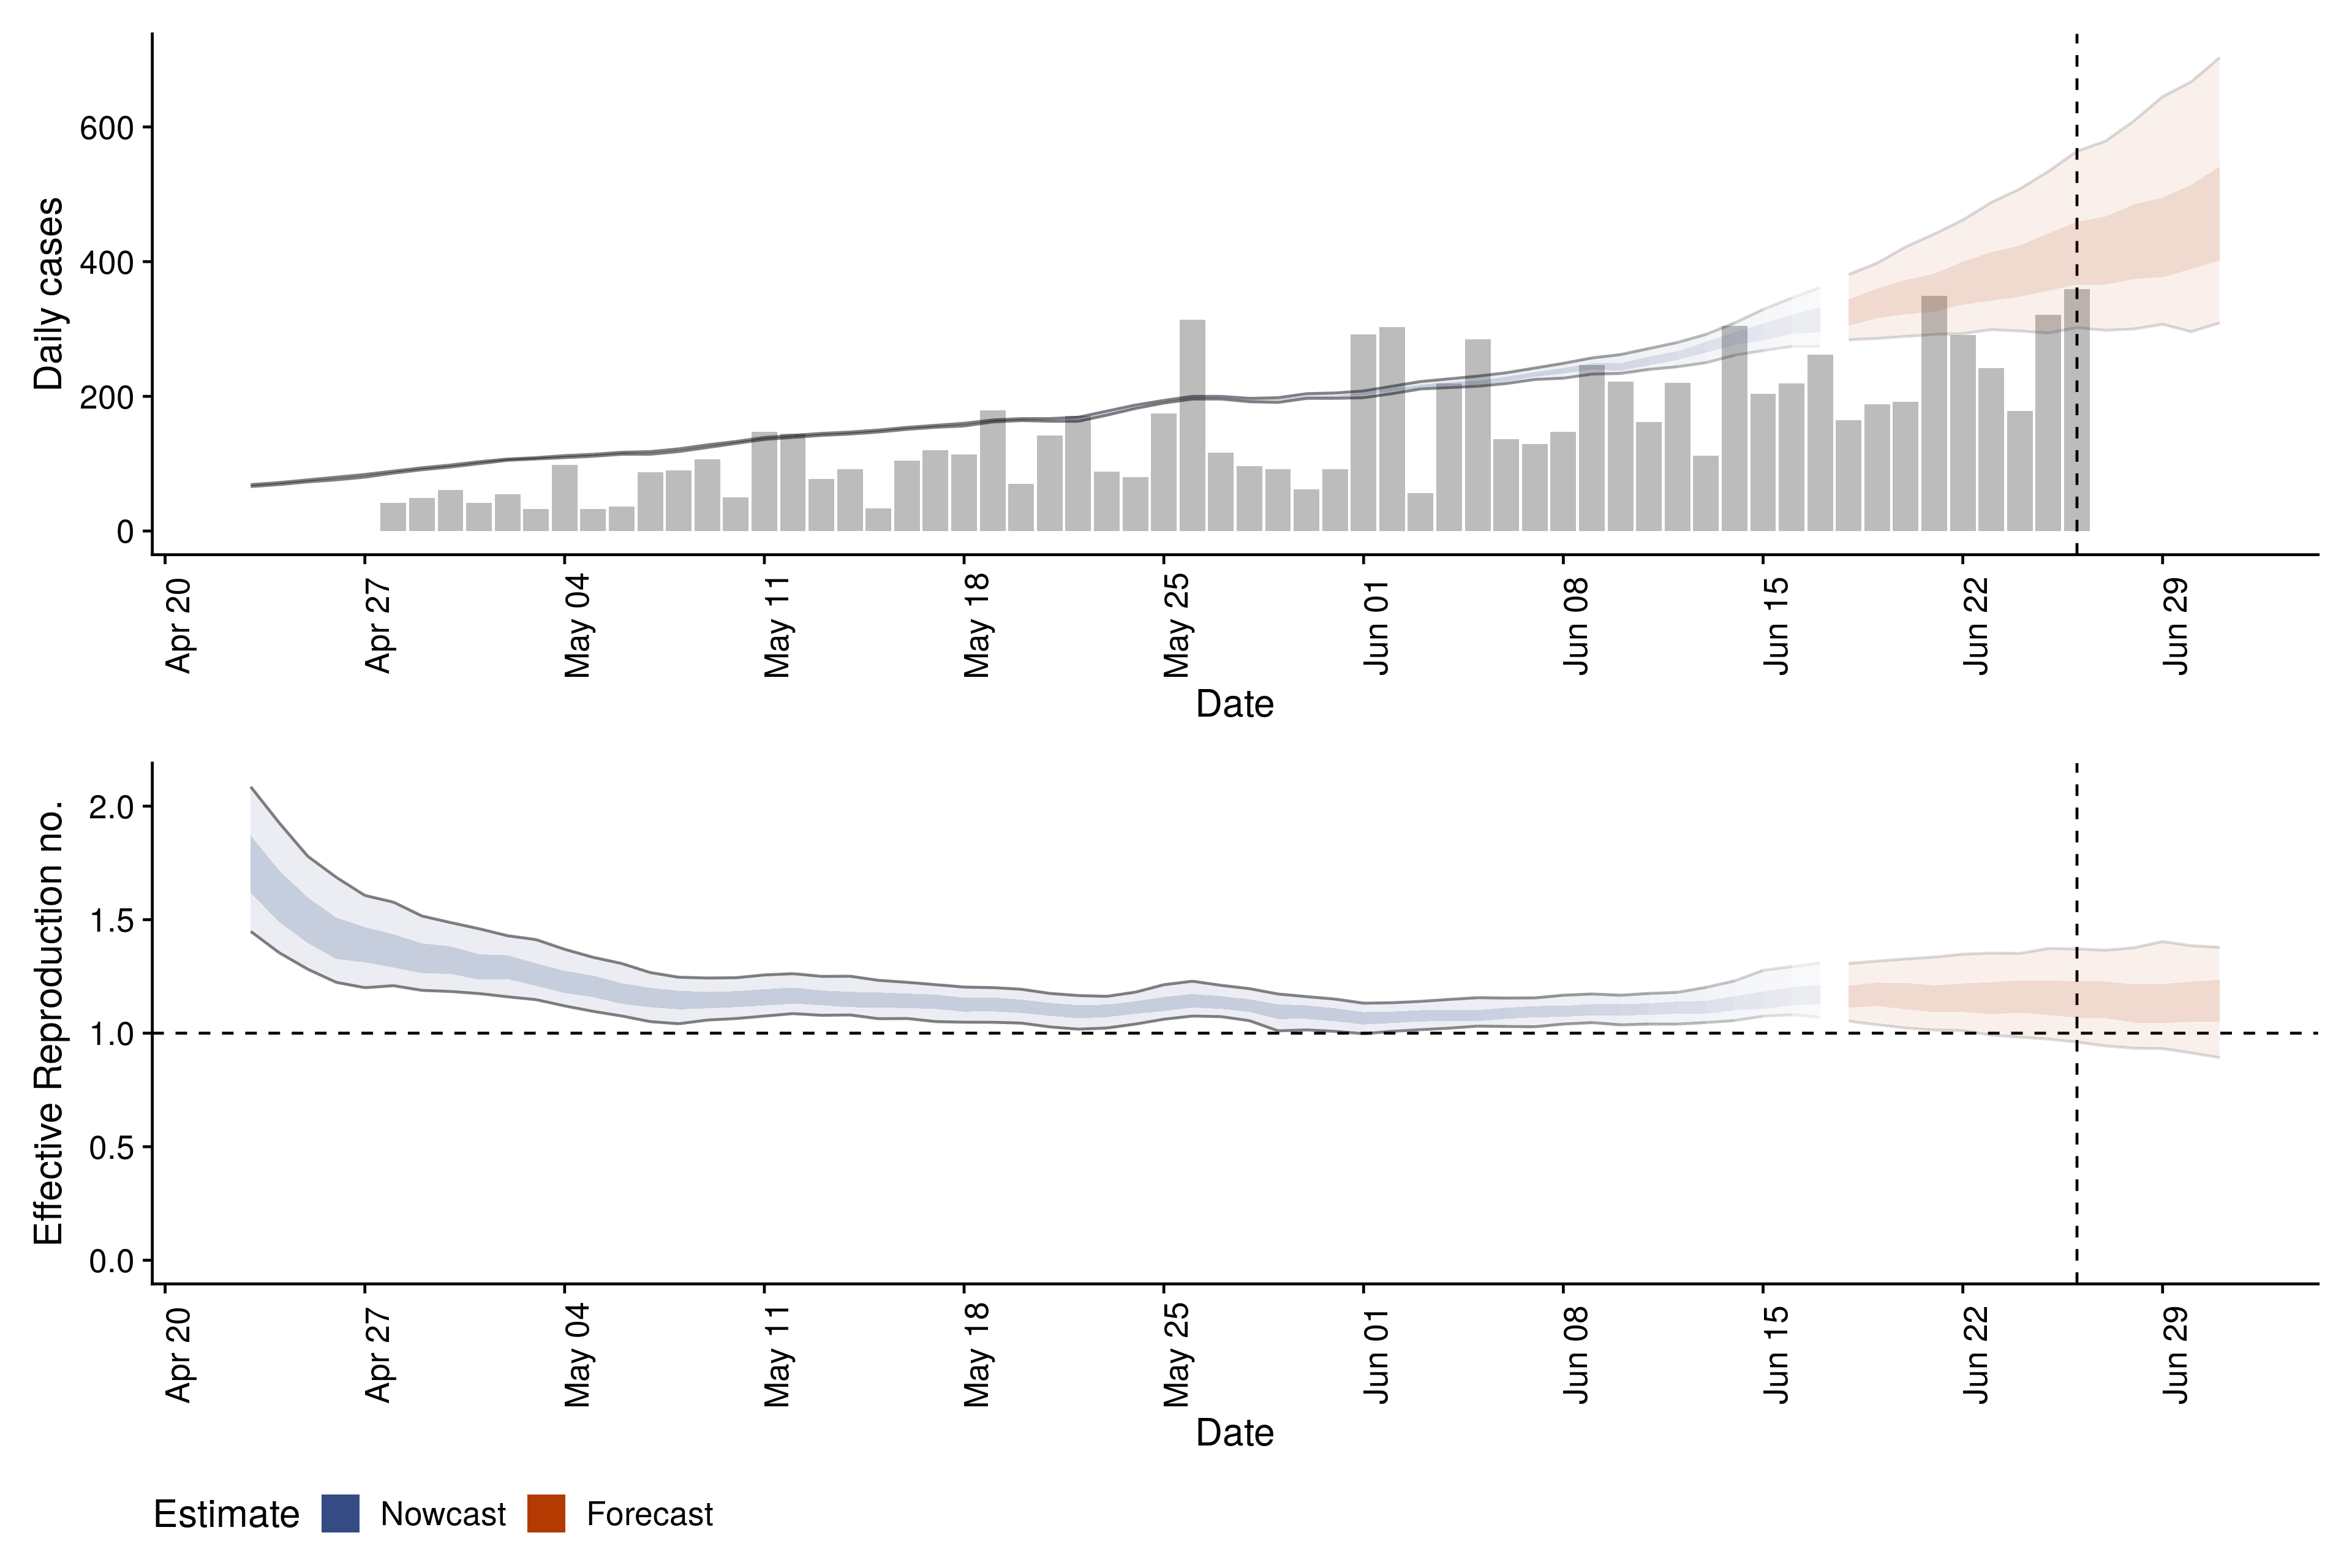 Daily cases
600
400
200
0
Apr 20
Apr 27
May 04
May 11
May 18
May 25
Jun 01
Jun 08
Jun 15
Jun 22
Jun 29
Date
Effective Reproduction no.
2.0
1.5
1.0
0.5
0.0
Apr 20
Apr 27
May 04
May 11
May 18
May 25
Jun 01
Jun 08
Jun 15
Jun 22
Jun 29
Date
Estimate Nowcast Forecast